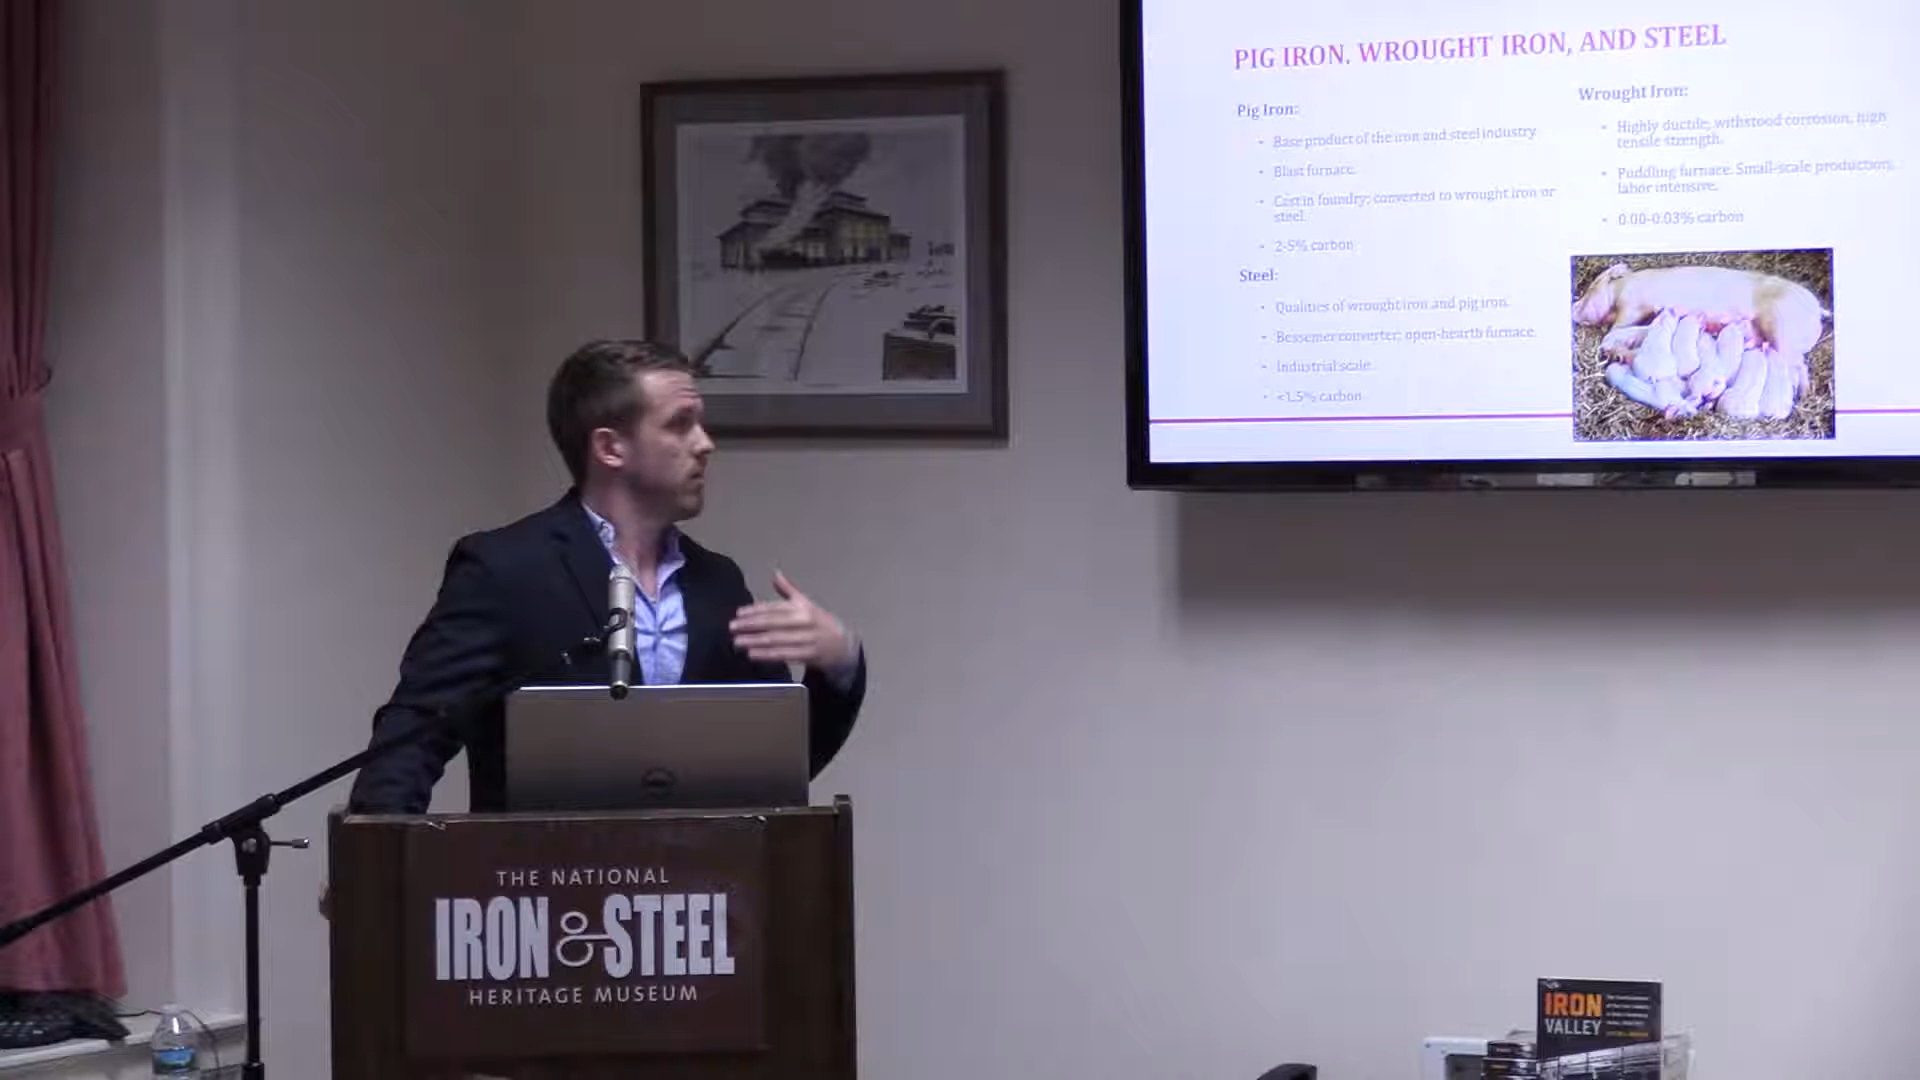 PIG IRON, WROUGHT IRON, AND STEEL
Pig Iron:
Base product of the iron and steel industry.
Blast furnace.
Cast in foundry; converted to wrought iron or
steel.
2-5% carbon
Steel:
Qualities of wrought iron and pig iron.
Bessemer converter; open-hearth furnace.
Industrial scale.
<1.5% carbon
Wrought Iron:
Highly ductile, withstood corrosion, high
tensile strength.
Puddling furnace. Small-scale production,
labor intensive.
0.00-0.03% carbon
DELL
THE NATIONAL
IRON & STEEL
HERITAGE MUSEUM
IRON
VALLEY